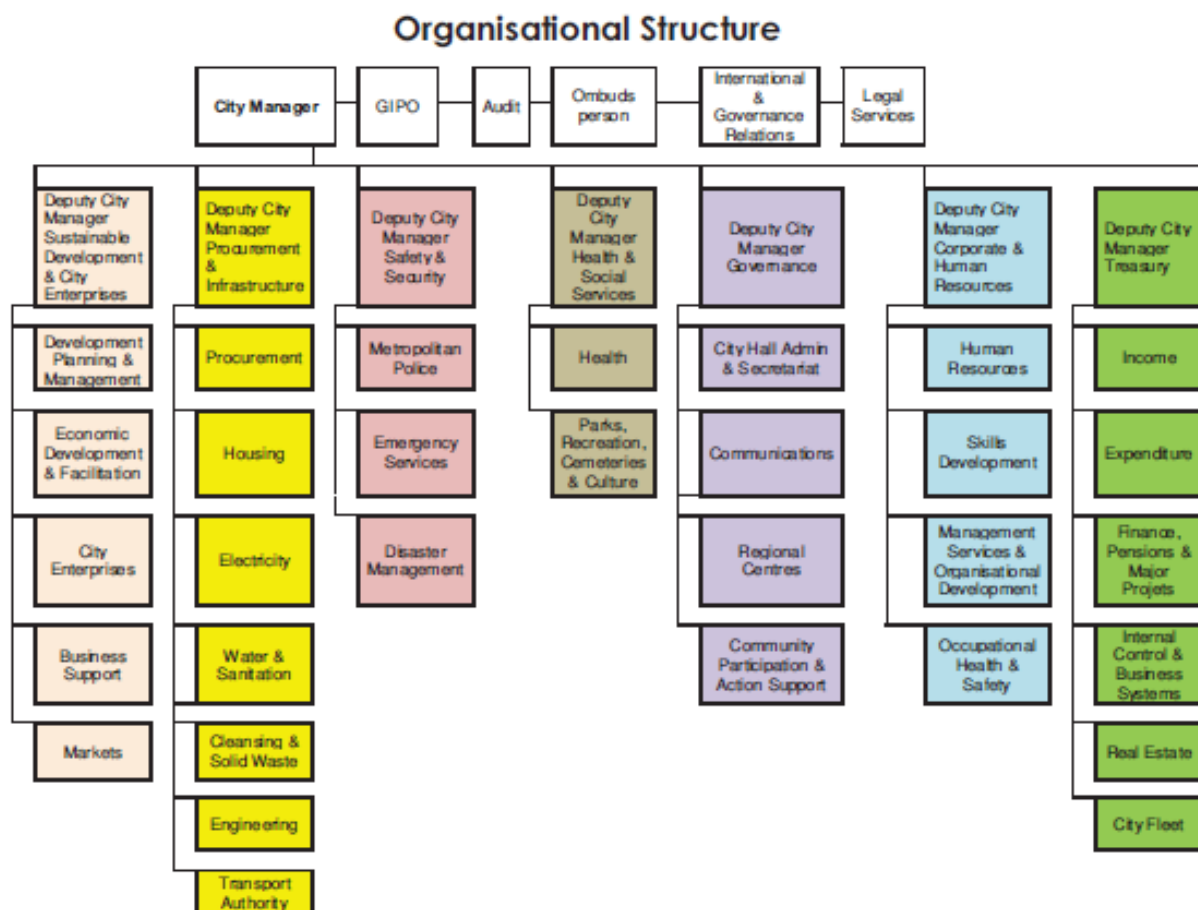 Organisational Structure
City Manager
GIPO
Audit
Ombuds
person
International
&
Governance
Relations
Legal
Services
Deputy City
Manager
Sustainable
Development
& City
Enterprises
Development
Planning &
Management
Economic
Development
& Facilitation
City
Enterprises
Business
Support
Markets
Deputy City
Manager
Procurement
&
Infrastructure
Procurement
Housing
Electricity
Water &
Sanitation
Cleansing &
Solid Waste
Engineering
Transport
Authority
Deputy City
Manager
Safety &
Security
Metropolitan
Police
Emergency
Services
Disaster
Management
Deputy
City
Manager
Health &
Social
Services
Health
Parks,
Recreation,
Cemeteries
& Culture
Deputy City
Manager
Governance
City Hall Admin
& Secretariat
Communications
Regional
Centres
Community
Participation &
Action Support
Deputy City
Manager
Corporate &
Human
Resources
Human
Resources
Skills
Development
Management
Services &
Organisational
Development
Occupational
Health &
Safety
Deputy City
Manager
Treasury
Income
Expenditure
Finance,
Pensions &
Major
Projets
Internal
Control &
Business
Systems
Real Estate
City Fleet